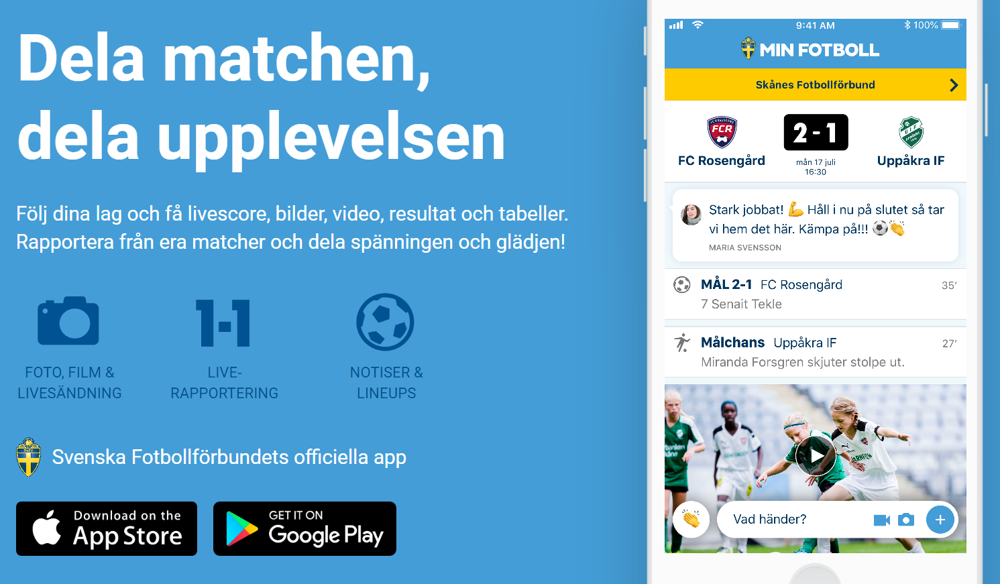 Dela matchen,
dela upplevelsen
Följ dina lag och få livescore, bilder, video, resultat och tabeller.
Rapportera från era matcher och dela spänningen och glädjen!
1-1
FOTO, FILM &
LIVESÄNDNING
LIVE-
RAPPORTERING
NOTISER &
LINEUPS
Svenska Fotbollförbundets officiella app
Download on the
App Store
GET IT ON
Google Play
9:41 AM
100%
MIN FOTBOLL
Skånes Fotbollförbund
FCR
2-1
FC Rosengård
Uppåkra IF
mån 17 juli
16:30
Stark jobbat! 💪 Håll i nu på slutet så tar
vi hem det här. Kämpa på!!! ⚽👏
MARIA SVENSSON
MÅL 2-1 FC Rosengård 35'
7 Senait Tekle
Målchans Uppåkra IF 27'
Miranda Forsgren skjuter stolpe ut.
Vad händer?